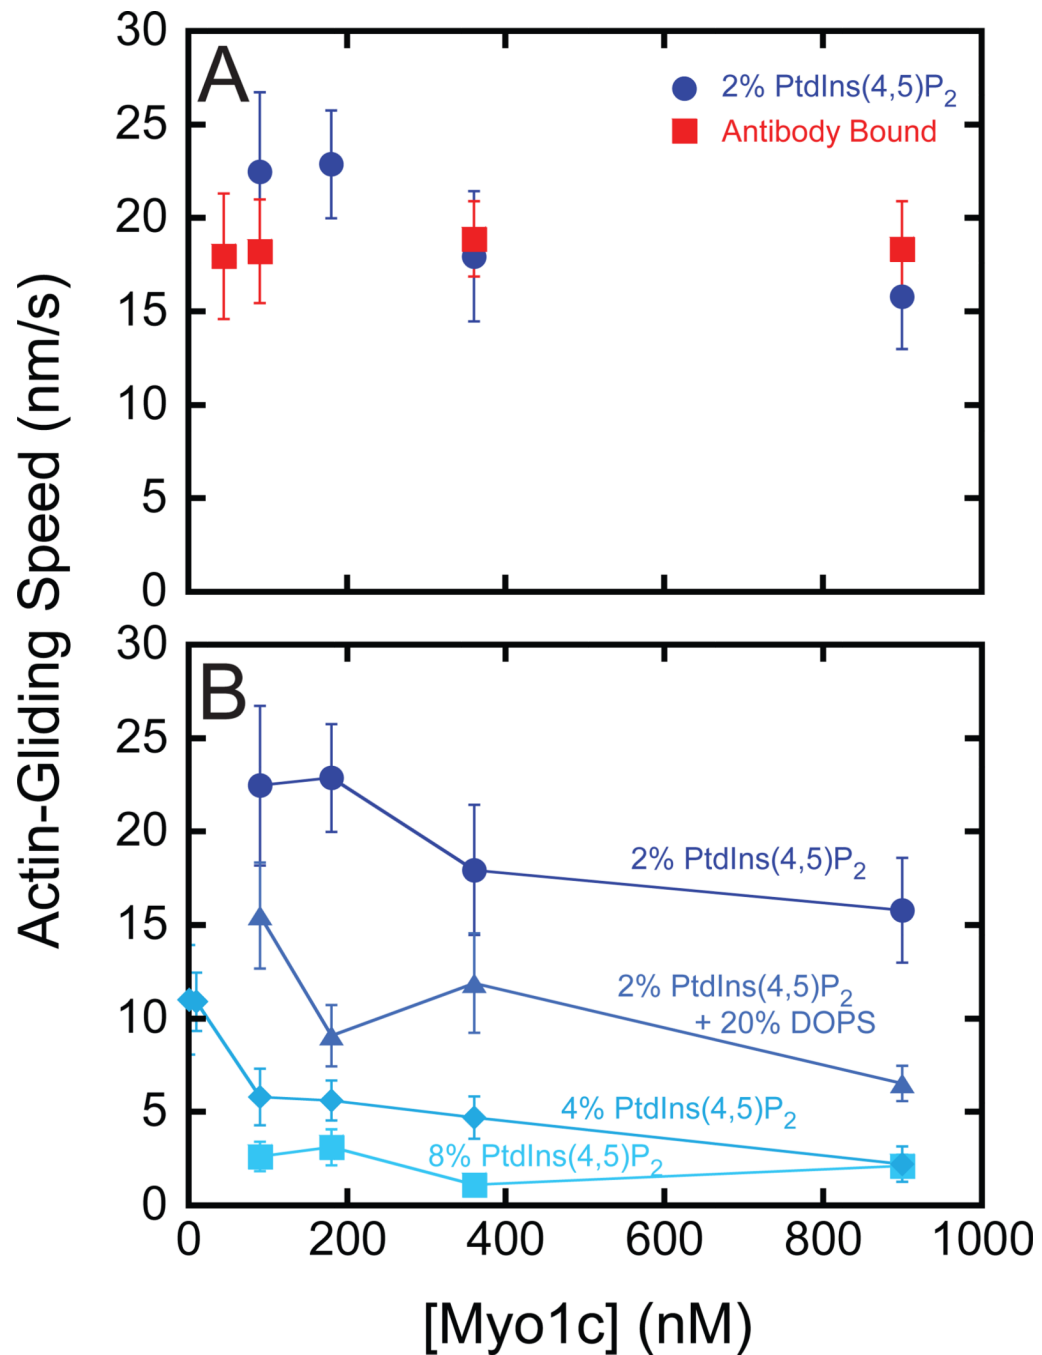 Actin-Gliding Speed (nm/s)
A
30
25
20
15
10
5
0
2% PtdIns(4,5)P2
Antibody Bound
B
30
25
20
15
10
5
0
2% PtdIns(4,5)P2
2% PtdIns(4,5)P2
+ 20% DOPS
4% PtdIns(4,5)P2
8% PtdIns(4,5)P2
0 200 400 600 800 1000
[Myo1c] (nM)